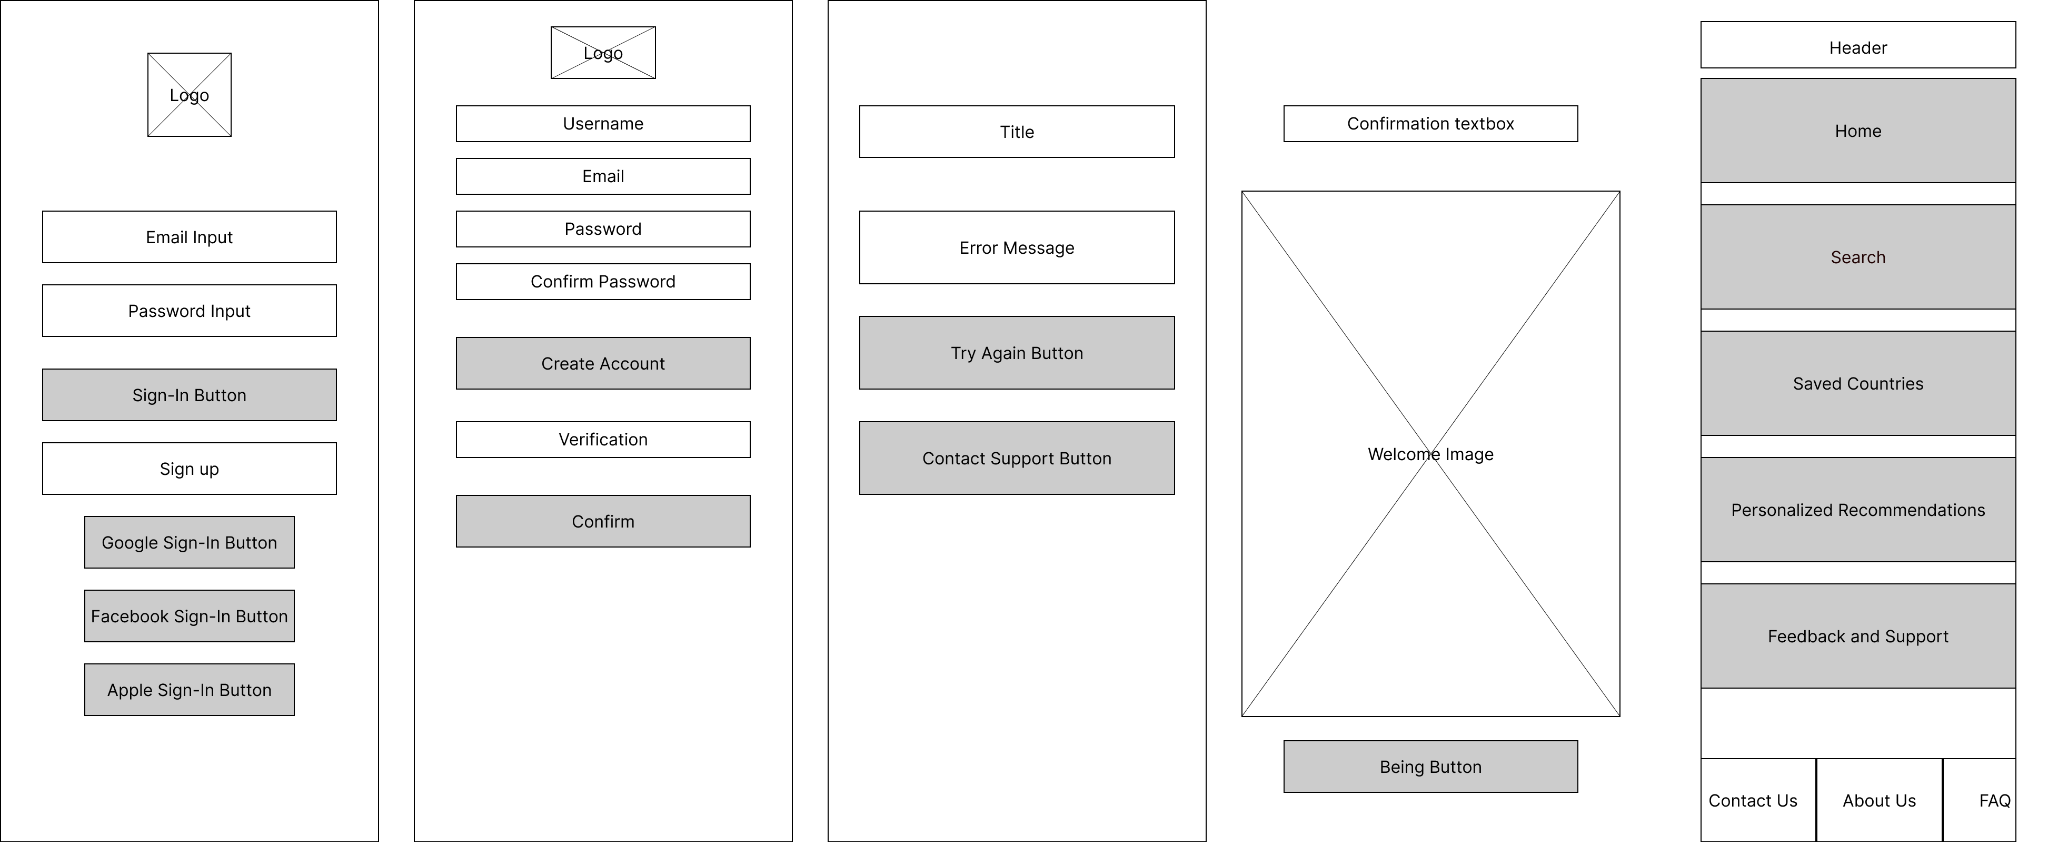 Logo
Email Input
Password Input
Sign-In Button
Sign up
Google Sign-In Button
Facebook Sign-In Button
Apple Sign-In Button
Logo
Username
Email
Password
Confirm Password
Create Account
Verification
Confirm
Title
Error Message
Try Again Button
Contact Support Button
Confirmation textbox
Welcome Image
Being Button
Header
Home
Search
Saved Countries
Personalized Recommendations
Feedback and Support
Contact Us
About Us
FAQ